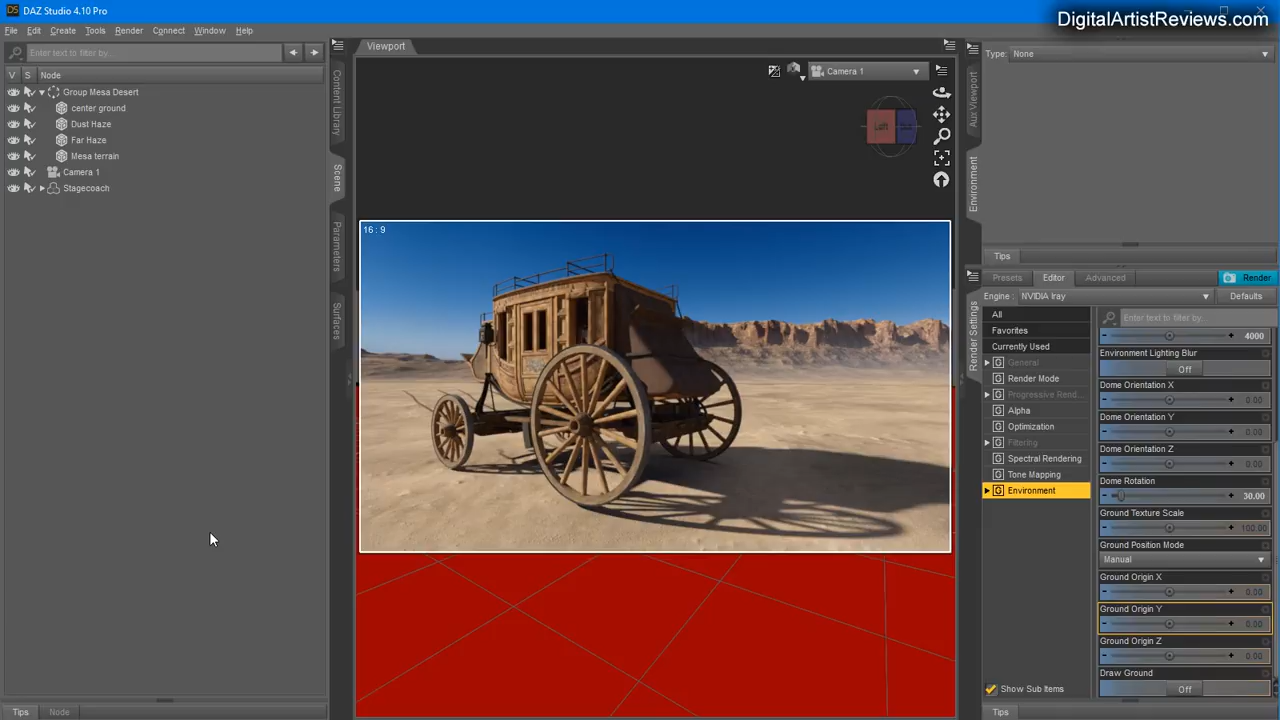 DAZ Studio 4.10 Pro
DigitalArtistReviews.com
File Edit Create Tools Render Connect Window Help
Enter text to filter by...
V S Node
Group Mesa Desert
center ground
Dust Haze
Far Haze
Mesa terrain
Camera 1
Stagecoach
Tips Node
Content Library
Scene
Parameters
Surfaces
Viewport
Camera 1
Left
16 : 9
Aux Viewport
Environment
Type: None
Tips
Presets Editor Advanced Render
Engine : NVIDIA Iray Defaults
Render Settings
All
Favorites
Currently Used
General
Render Mode
Progressive Rend...
Alpha
Optimization
Filtering
Spectral Rendering
Tone Mapping
Environment
Show Sub Items
Enter text to filter by...
4000
Environment Lighting Blur
Off
Dome Orientation X
0.00
Dome Orientation Y
0.00
Dome Orientation Z
0.00
Dome Rotation
30.00
Ground Texture Scale
100.00
Ground Position Mode
Manual
Ground Origin X
0.00
Ground Origin Y
0.00
Ground Origin Z
0.00
Draw Ground
Off
Tips